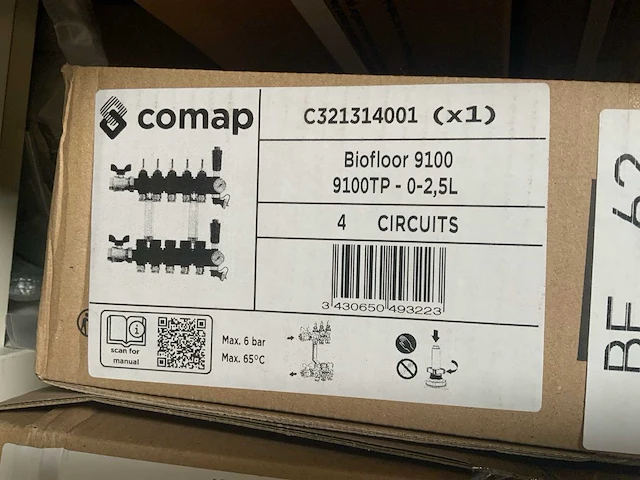 comap
C321314001 (x1)
Biofloor 9100
9100TP - 0-2,5L
4 CIRCUITS
3 430650 493223
scan for
manual
Max. 6 bar
Max. 65°C
BE 62